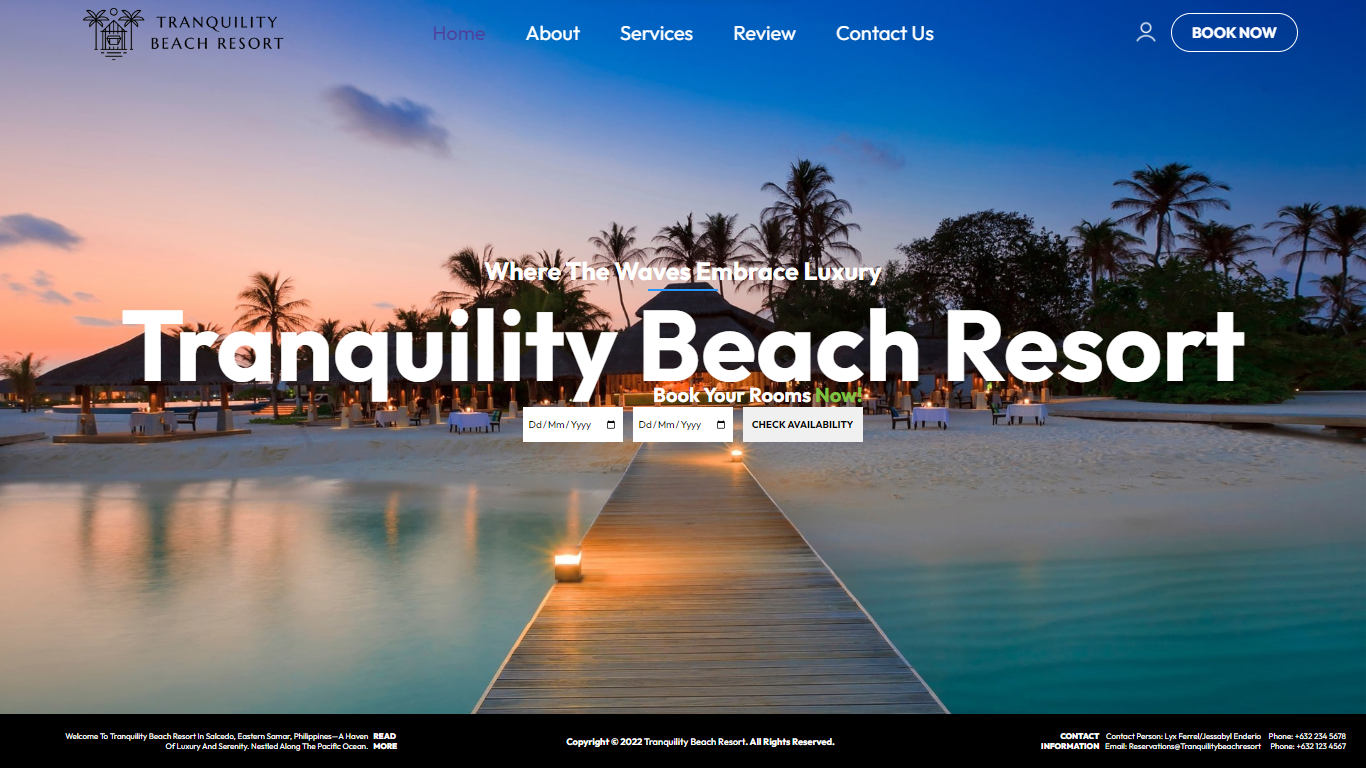 TRANQUILITY
BEACH RESORT
Home About Services Review Contact Us
BOOK NOW
Where The Waves Embrace Luxury
Tranquility Beach Resort
Book Your Rooms Now!
Dd/Mm/Yyyy Dd/Mm/Yyyy CHECK AVAILABILITY
Welcome To Tranquility Beach Resort In Salcedo, Eastern Samar, Philippines—A Haven
Of Luxury And Serenity. Nestled Along The Pacific Ocean.
READ
MORE
Copyright © 2022 Tranquility Beach Resort. All Rights Reserved.
CONTACT
INFORMATION
Contact Person: Lyx Ferrel/Jessabyl Enderio
Email: Reservations@Tranquilitybeachresort
Phone: +632 234 5678
Phone: +632 123 4567